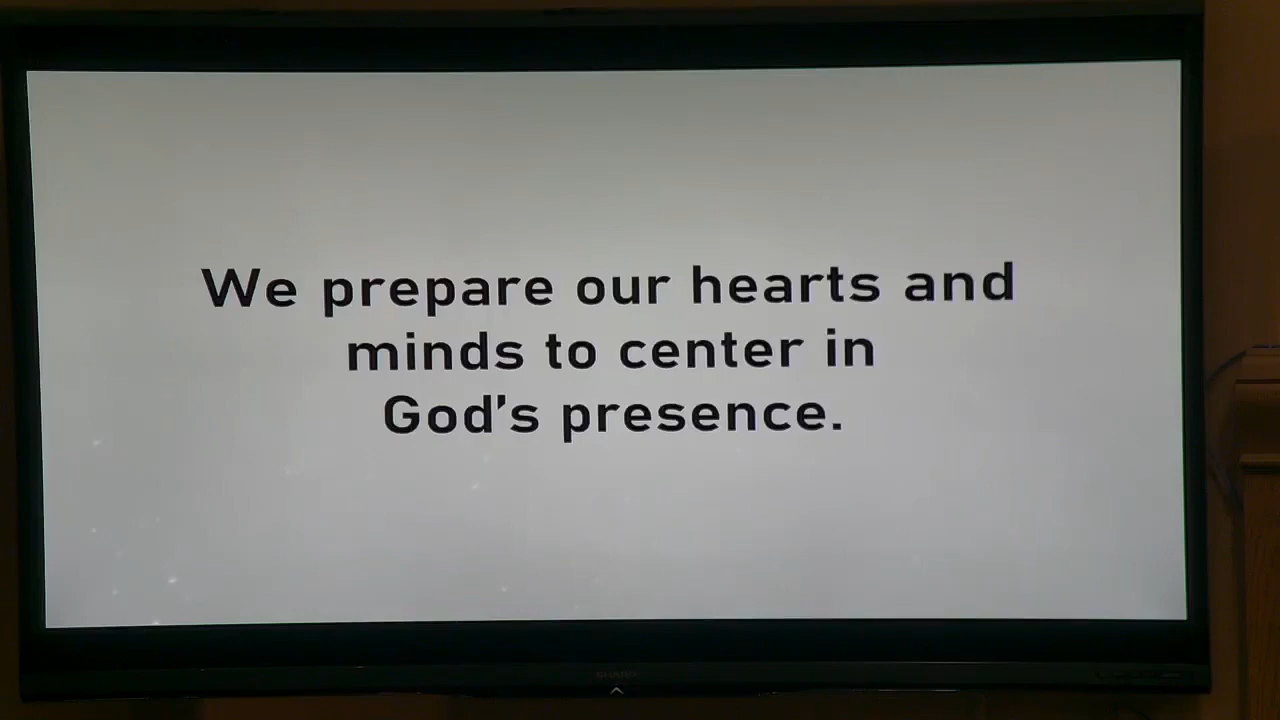 We prepare our hearts and
minds to center in
God's presence.